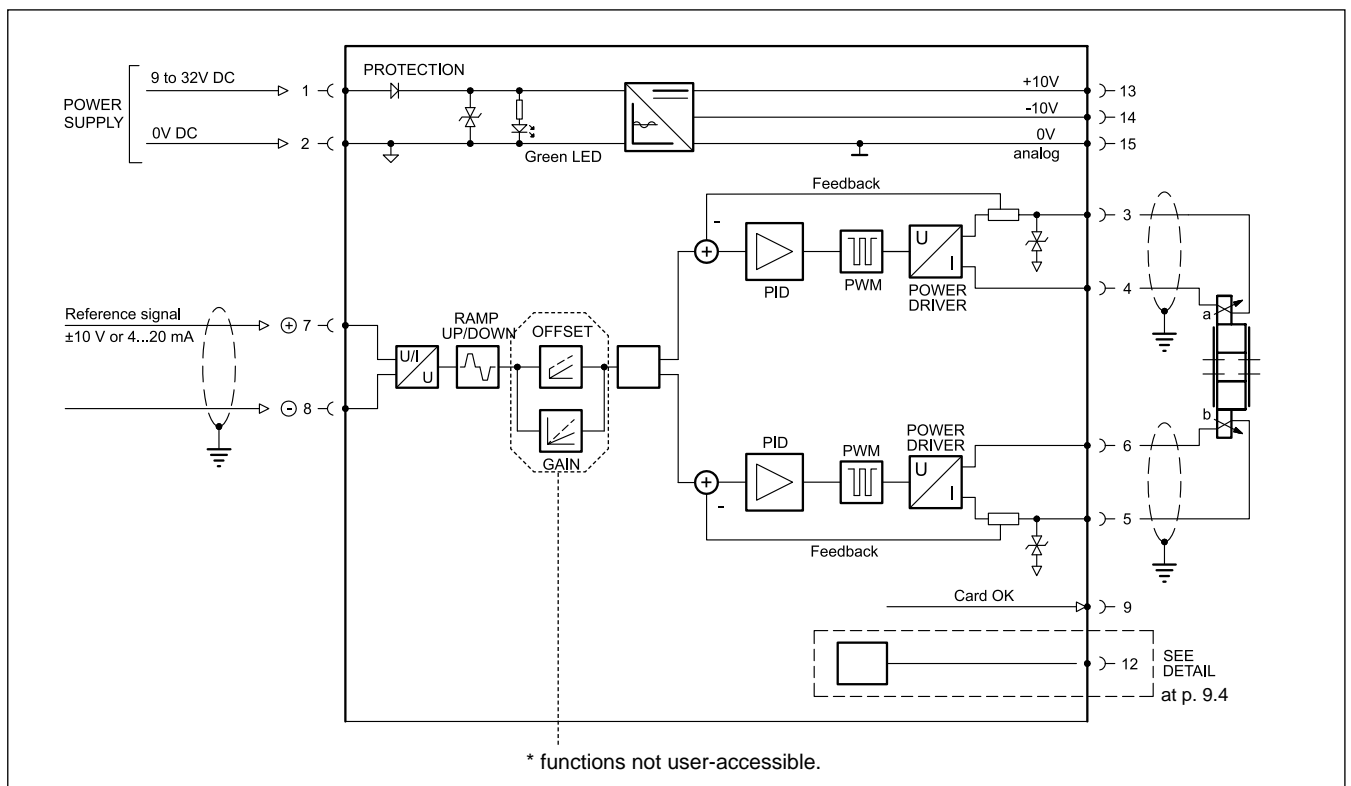 POWER
SUPPLY
9 to 32V DC
1
0V DC
2
PROTECTION
Green LED
+10V
13
-10V
14
0V
analog
15
Feedback
-
+
PID
PWM
U
I
POWER
DRIVER
3
4
a
Reference signal
±10 V or 4...20 mA
+
7
-
8
U/I
U
RAMP
UP/DOWN
OFFSET
GAIN
+
-
PID
PWM
POWER
DRIVER
U
I
Feedback
6
5
b
Card OK
9
12
SEE
DETAIL
at p. 9.4
* functions not user-accessible.